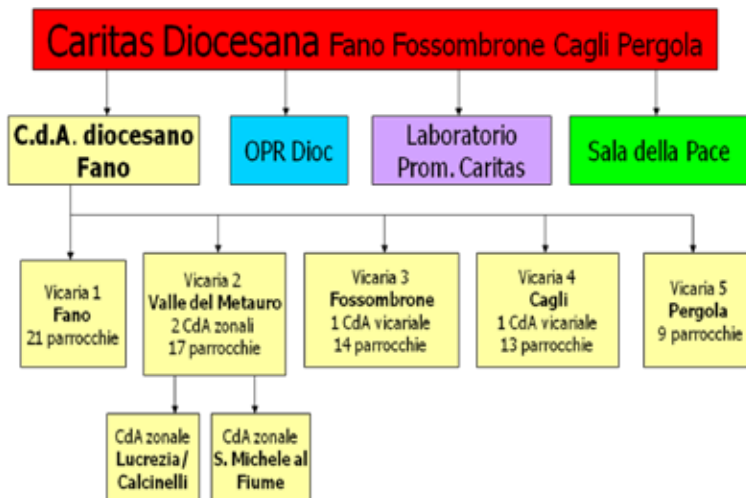 Caritas Diocesana Fano Fossombrone Cagli Pergola
C.d.A. diocesano
Fano
OPR Dioc
Laboratorio
Prom. Caritas
Sala della Pace
Vicaria 1
Fano
21 parrocchie
Vicaria 2
Valle del Metauro
2 CdA zonali
17 parrocchie
Vicaria 3
Fossombrone
1 CdA vicariale
14 parrocchie
Vicaria 4
Cagli
1 CdA vicariale
13 parrocchie
Vicaria 5
Pergola
9 parrocchie
CdA zonale
Lucrezia/
Calcinelli
CdA zonale
S. Michele al
Fiume